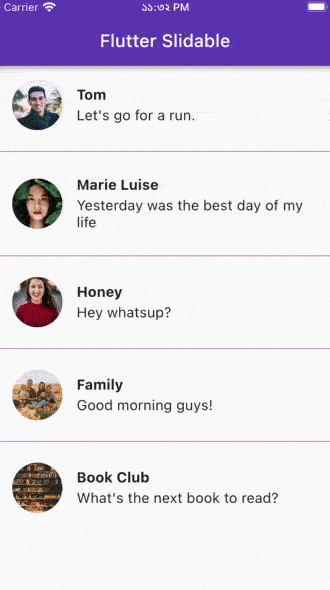 Carrier ১১:৩২ PM
Flutter Slidable
Tom
Let's go for a run.
Marie Luise
Yesterday was the best day of my
life
Honey
Hey whatsup?
Family
Good morning guys!
Book Club
What's the next book to read?